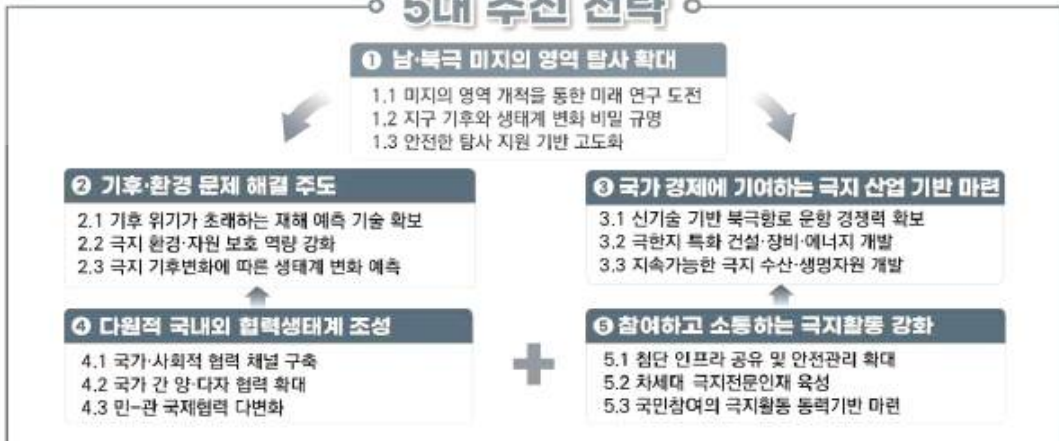 5대 추진 전략
❶ 남·북극 미지의 영역 탐사 확대
1.1 미지의 영역 개척을 통한 미래 연구 도전
1.2 지구 기후와 생태계 변화 비밀 규명
1.3 안전한 탐사 지원 기반 고도화
❷ 기후·환경 문제 해결 주도
2.1 기후 위기가 초래하는 재해 예측 기술 확보
2.2 극지 환경·자원 보호 역량 강화
2.3 극지 기후변화에 따른 생태계 변화 예측
❸ 국가 경제에 기여하는 극지 산업 기반 마련
3.1 신기술 기반 북극항로 운항 경쟁력 확보
3.2 극한지 특화 건설·장비·에너지 개발
3.3 지속가능한 극지 수산·생명자원 개발
❹ 다원적 국내외 협력생태계 조성
4.1 국가·사회적 협력 채널 구축
4.2 국가 간 양·다자 협력 확대
4.3 민-관 국제협력 다변화
❺ 참여하고 소통하는 극지활동 강화
5.1 첨단 인프라 공유 및 안전관리 확대
5.2 차세대 극지전문인재 육성
5.3 국민참여의 극지활동 동력기반 마련